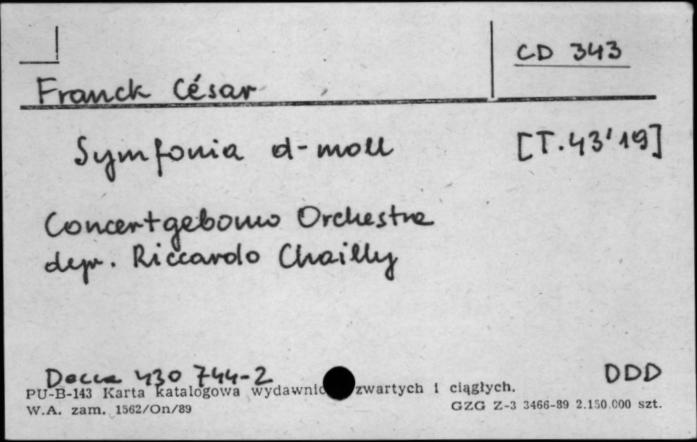 CD 343
Franck César
Symfonia d-moll [T.43'19]
Concertgebouw Orchestra
dyr. Riccardo Chailly
Decca 430 744-2 DDD
PU-B-143 Karta katalogowa wydawnic zwartych i ciągłych.
W.A. zam. 1562/On/89 GZG Z-3 3466-89 2.150.000 szt.